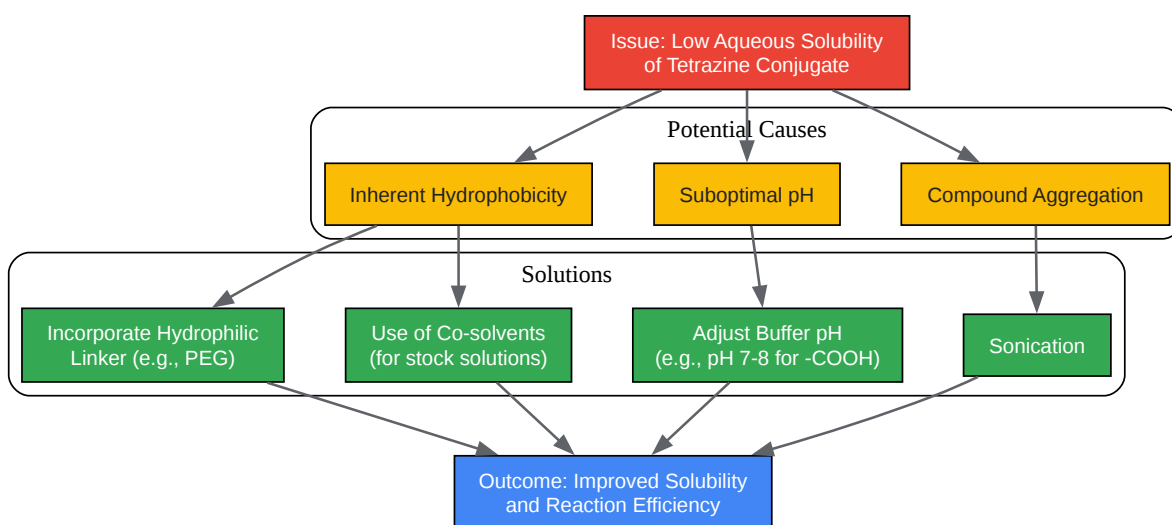 Issue: Low Aqueous Solubility
of Tetrazine Conjugate
Potential Causes
Inherent Hydrophobicity
Suboptimal pH
Compound Aggregation
Solutions
Incorporate Hydrophilic
Linker (e.g., PEG)
Use of Co-solvents
(for stock solutions)
Adjust Buffer pH
(e.g., pH 7-8 for -COOH)
Sonication
Outcome: Improved Solubility
and Reaction Efficiency